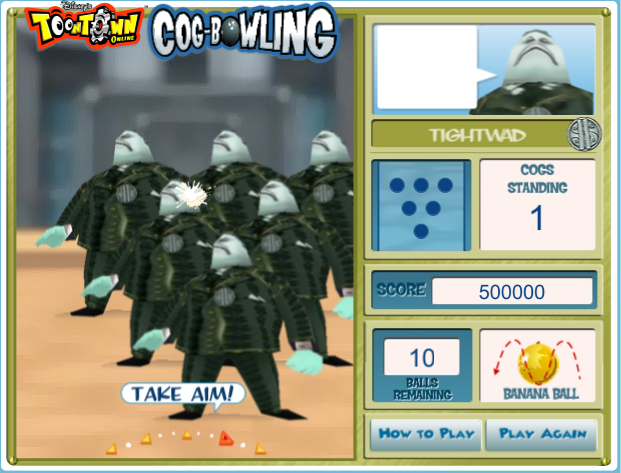 Disney's
TOONTOWN
ONLINE
COG-BOWLING
TIGHTWAD
COGS
STANDING
1
SCORE
500000
10
BALLS
REMAINING
BANANA BALL
TAKE AIM!
HOW TO PLAY
PLAY AGAIN